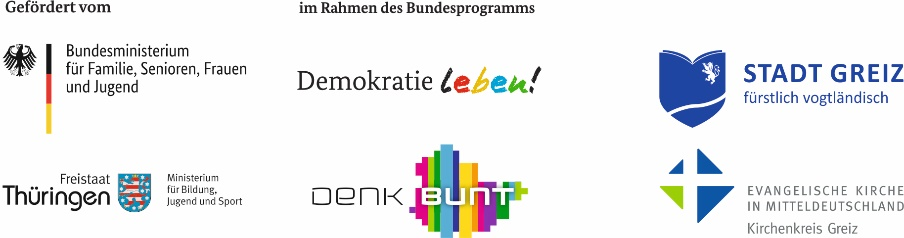 Gefördert vom
im Rahmen des Bundesprogramms
Bundesministerium
für Familie, Senioren, Frauen
und Jugend
Demokratie Leben!
STADT GREIZ
fürstlich vogtländisch
Freistaat
Thüringen
Ministerium
für Bildung,
Jugend und Sport
DENK BUNT
EVANGELISCHE KIRCHE
IN MITTELDEUTSCHLAND
Kirchenkreis Greiz